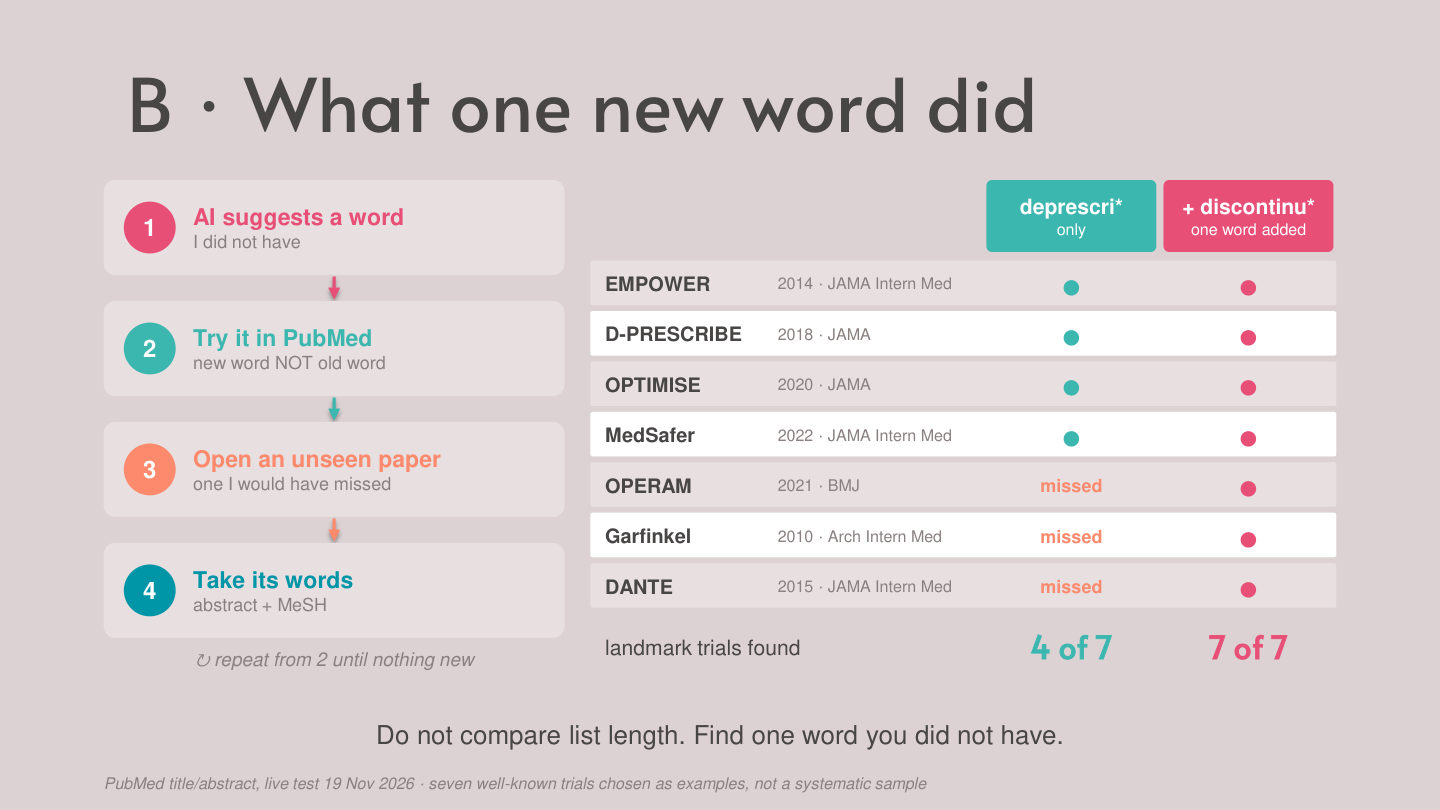 B · What one new word did
1
AI suggests a word
I did not have
2
Try it in PubMed
new word NOT old word
3
Open an unseen paper
one I would have missed
4
Take its words
abstract + MeSH
↻ repeat from 2 until nothing new
deprescri* + discontinu*
only one word added
EMPOWER 2014 · JAMA Intern Med
D-PRESCRIBE 2018 · JAMA
OPTIMISE 2020 · JAMA
MedSafer 2022 · JAMA Intern Med
OPERAM 2021 · BMJ missed
Garfinkel 2010 · Arch Intern Med missed
DANTE 2015 · JAMA Intern Med missed
landmark trials found 4 of 7 7 of 7
Do not compare list length. Find one word you did not have.
PubMed title/abstract, live test 19 Nov 2026 · seven well-known trials chosen as examples, not a systematic sample